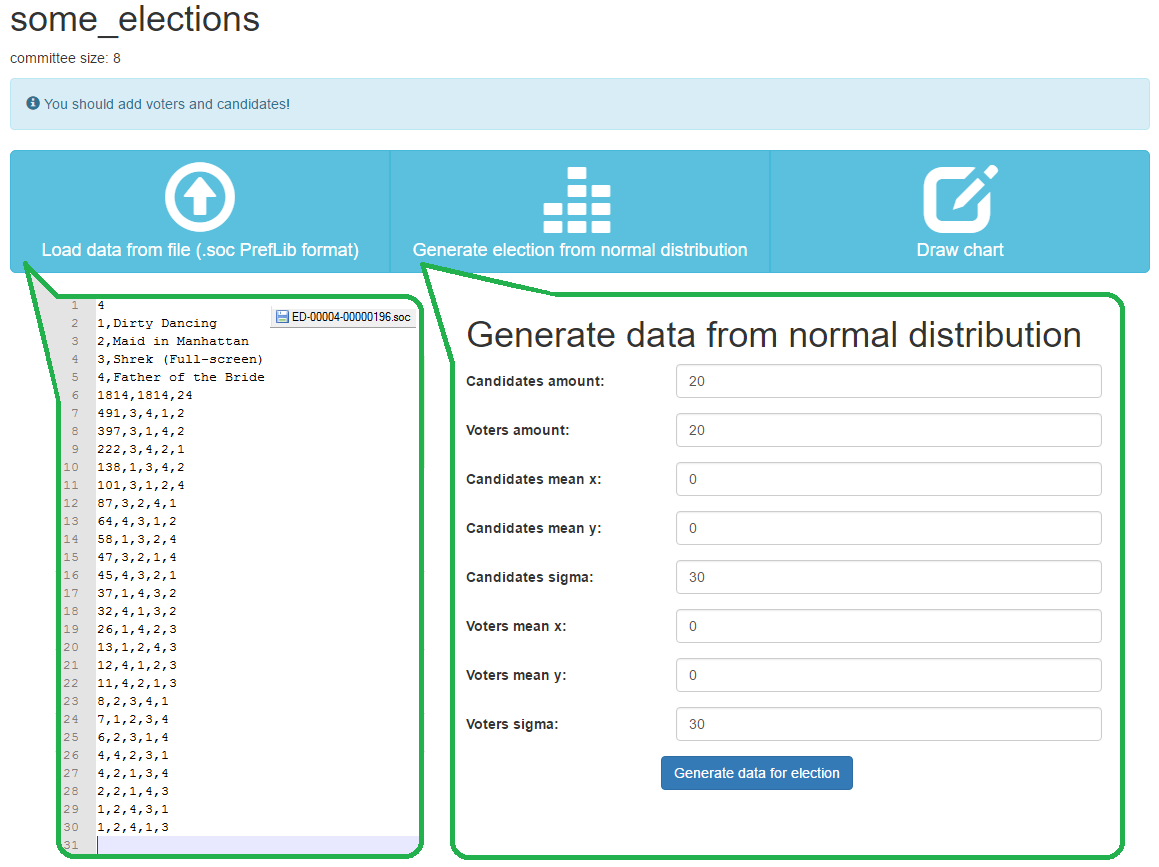 some_elections
committee size: 8
You should add voters and candidates!
Load data from file (.soc PrefLib format)
Generate election from normal distribution
Draw chart
ED-00004-00000196.soc
1 4
2 1,Dirty Dancing
3 2,Maid in Manhattan
4 3,Shrek (Full-screen)
5 4,Father of the Bride
6 1814,1814,24
7 491,3,4,1,2
8 397,3,1,4,2
9 222,3,4,2,1
10 138,1,3,4,2
11 101,3,1,2,4
12 87,3,2,4,1
13 64,4,3,1,2
14 58,1,3,2,4
15 47,3,2,1,4
16 45,4,3,2,1
17 37,1,4,3,2
18 32,4,1,3,2
19 26,1,4,2,3
20 13,1,2,4,3
21 12,4,1,2,3
22 11,4,2,1,3
23 8,2,3,4,1
24 7,1,2,3,4
25 6,2,3,1,4
26 4,4,2,3,1
27 4,2,1,3,4
28 2,2,1,4,3
29 1,2,4,3,1
30 1,2,4,1,3
31
Generate data from normal distribution
Candidates amount: 20
Voters amount: 20
Candidates mean x: 0
Candidates mean y: 0
Candidates sigma: 30
Voters mean x: 0
Voters mean y: 0
Voters sigma: 30
Generate data for election